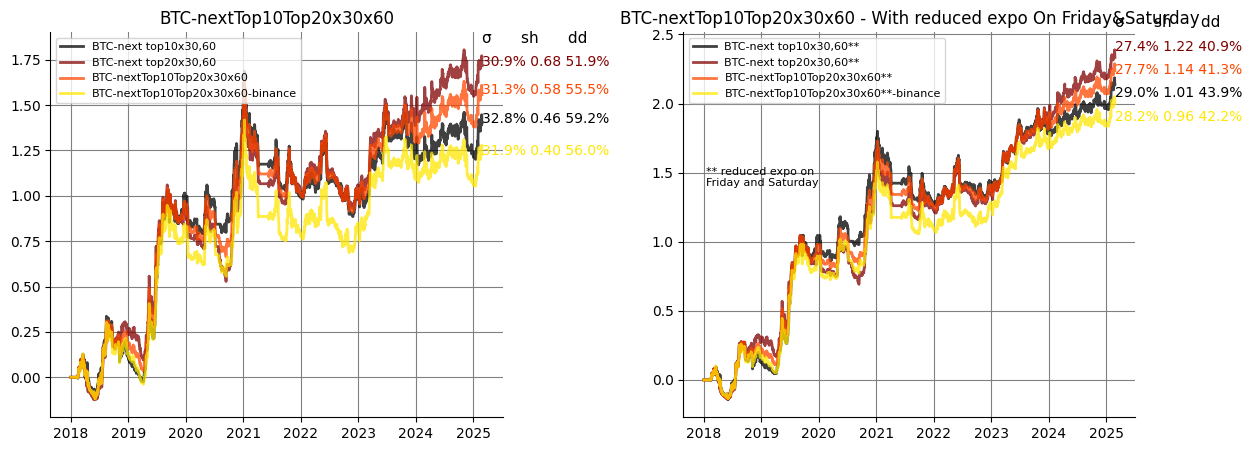 BTC-nextTop10Top20x30x60
σ sh dd
BTC-next top10x30,60
BTC-next top20x30,60
BTC-nextTop10Top20x30x60
BTC-nextTop10Top20x30x60-binance
30.9% 0.68 51.9%
31.3% 0.58 55.5%
32.8% 0.46 59.2%
31.9% 0.40 56.0%
1.75
1.50
1.25
1.00
0.75
0.50
0.25
0.00
2018 2019 2020 2021 2022 2023 2024 2025
BTC-nextTop10Top20x30x60 - With reduced expo On Friday&Saturday
σ sh dd
BTC-next top10x30,60**
BTC-next top20x30,60**
BTC-nextTop10Top20x30x60**
BTC-nextTop10Top20x30x60**-binance
27.4% 1.22 40.9%
27.7% 1.14 41.3%
29.0% 1.01 43.9%
28.2% 0.96 42.2%
** reduced expo on
Friday and Saturday
2.5
2.0
1.5
1.0
0.5
0.0
2018 2019 2020 2021 2022 2023 2024 2025